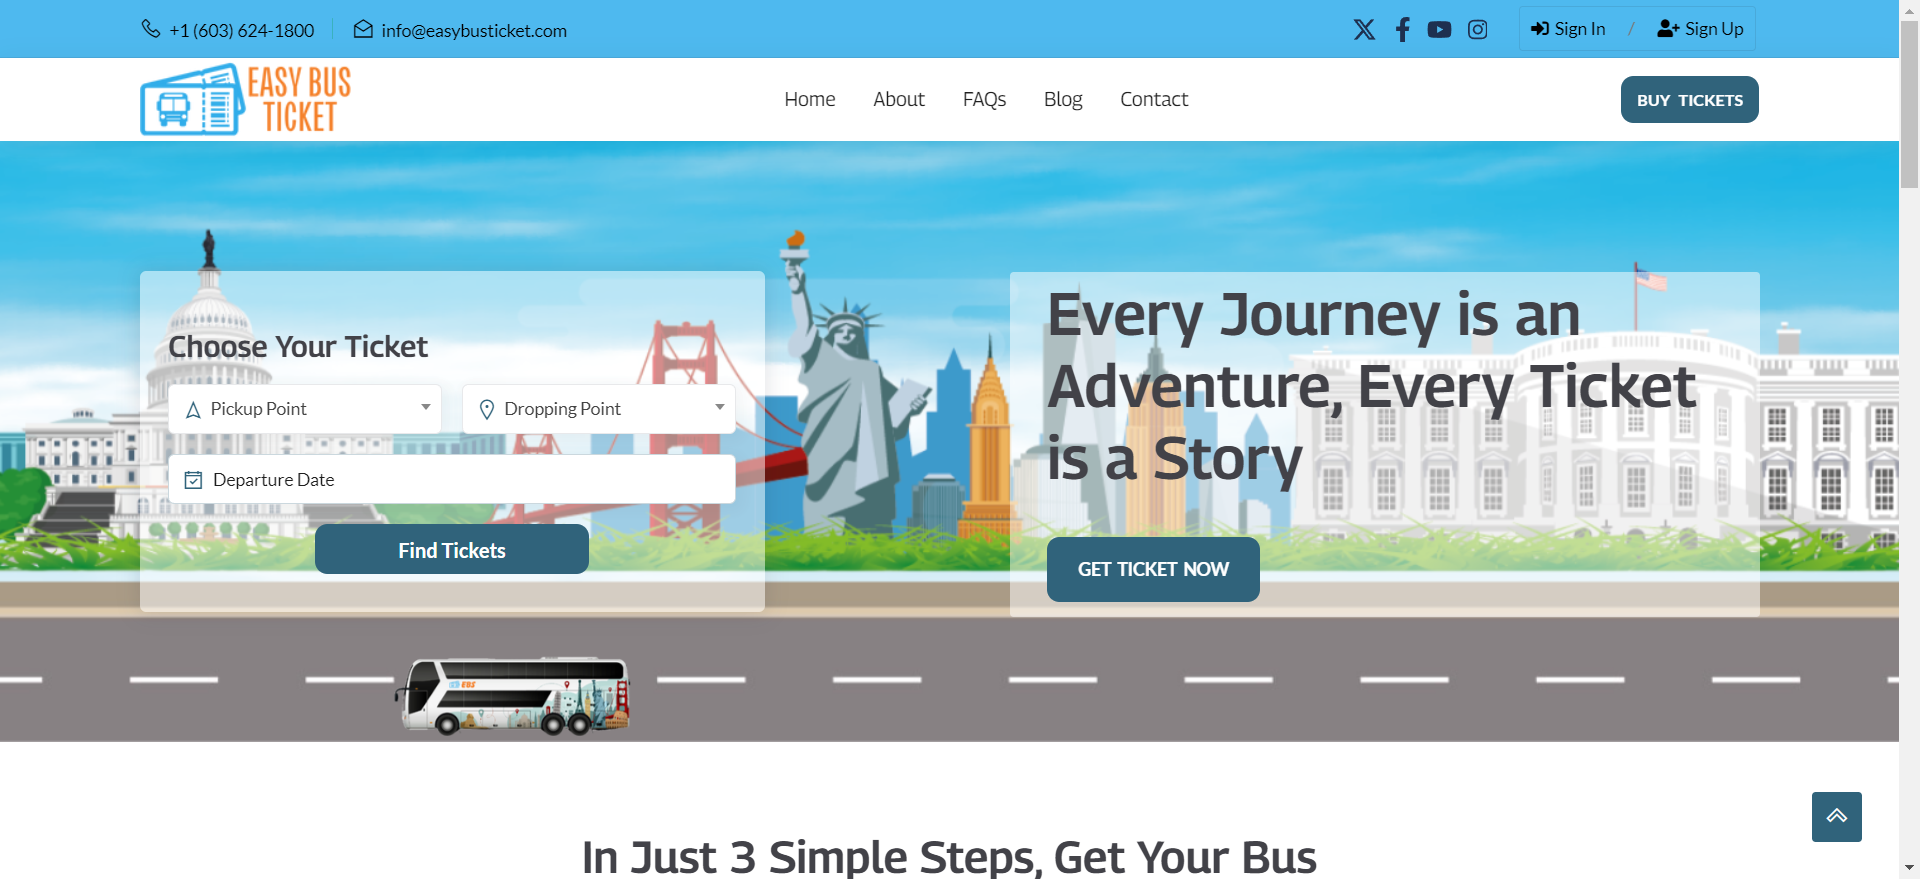 +1 (603) 624-1800
info@easybusticket.com
Sign In / Sign Up
EASY BUS
TICKET
Home
About
FAQs
Blog
Contact
BUY TICKETS
Choose Your Ticket
Pickup Point
Dropping Point
Departure Date
Find Tickets
Every Journey is an
Adventure, Every Ticket
is a Story
GET TICKET NOW
BUS
In Just 3 Simple Steps, Get Your Bus